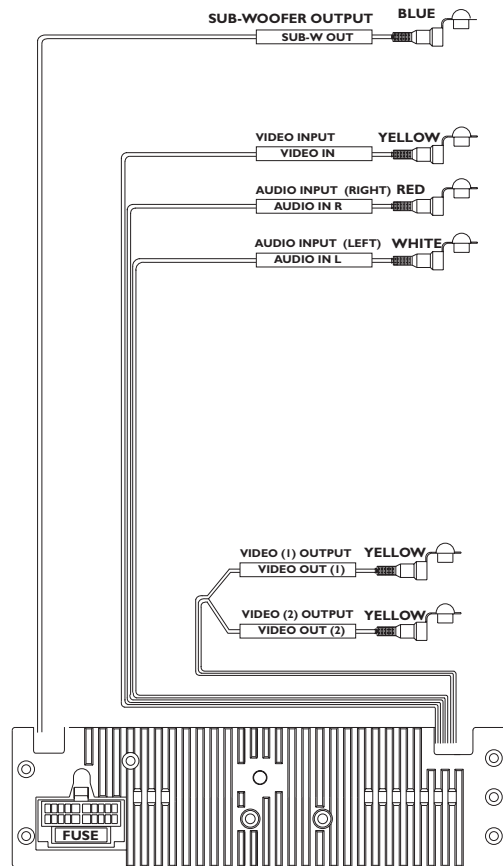 SUB-WOOFER OUTPUT BLUE
SUB-W OUT
VIDEO INPUT YELLOW
VIDEO IN
AUDIO INPUT (RIGHT) RED
AUDIO IN R
AUDIO INPUT (LEFT) WHITE
AUDIO IN L
VIDEO (1) OUTPUT YELLOW
VIDEO OUT (1)
VIDEO (2) OUTPUT YELLOW
VIDEO OUT (2)
FUSE